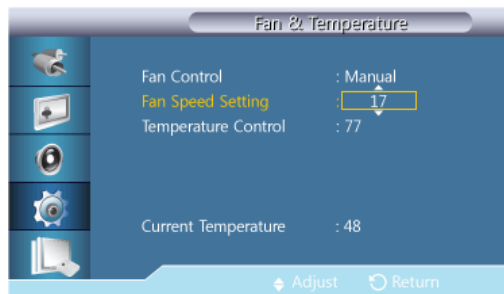 Fan & Temperature
Fan Control : Manual
Fan Speed Setting : 17
Temperature Control : 77
Current Temperature : 48
Adjust Return